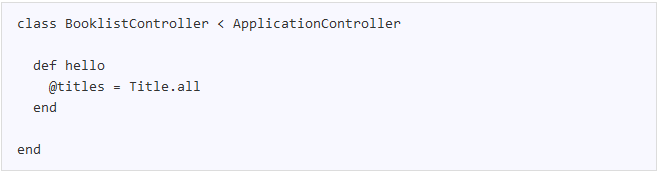 class BooklistController < ApplicationController
def hello
@titles = Title.all
end
end